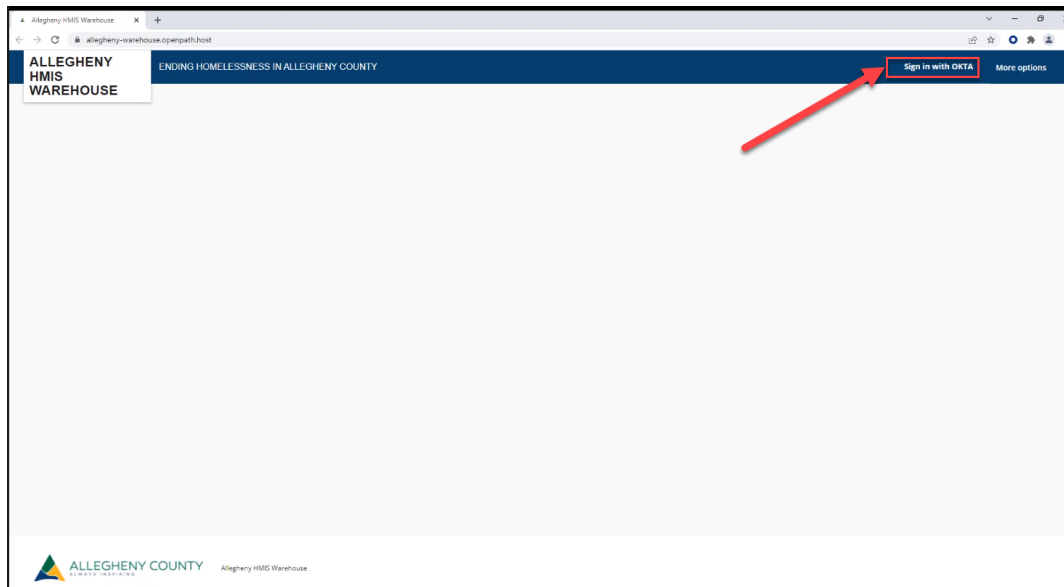 Allegheny HMIS Warehouse
allegheny-warehouse.openpath.host
ALLEGHENY
HMIS
WAREHOUSE
ENDING HOMELESSNESS IN ALLEGHENY COUNTY
Sign in with OKTA
More options
ALLEGHENY COUNTY
ALWAYS INSPIRING
Allegheny HMIS Warehouse